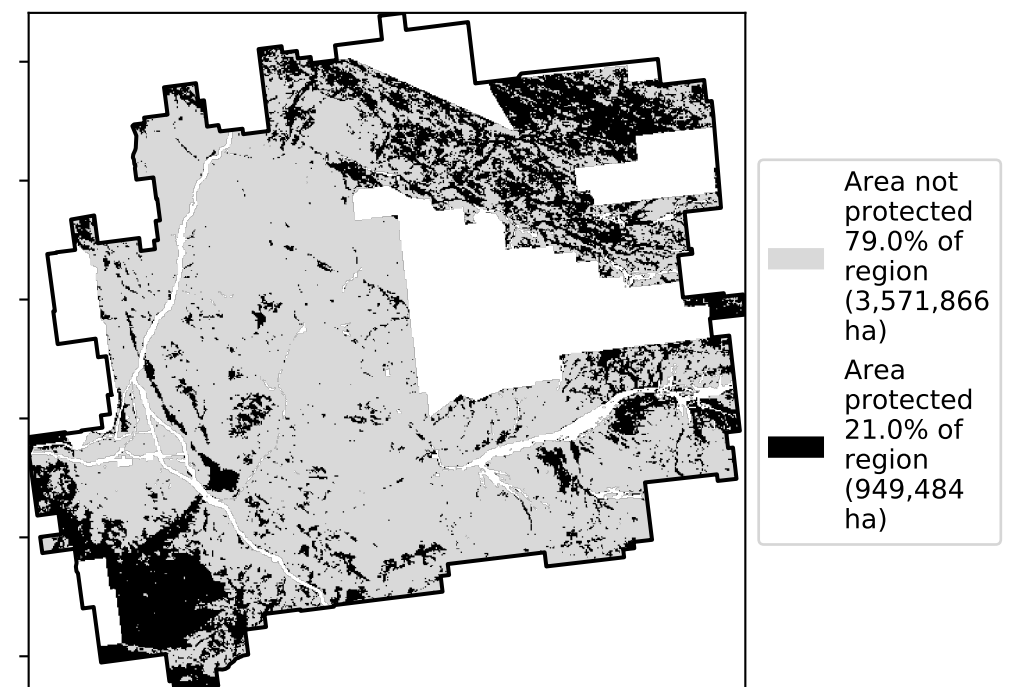 Area not
protected
79.0% of
region
(3,571,866
ha)
Area
protected
21.0% of
region
(949,484
ha)